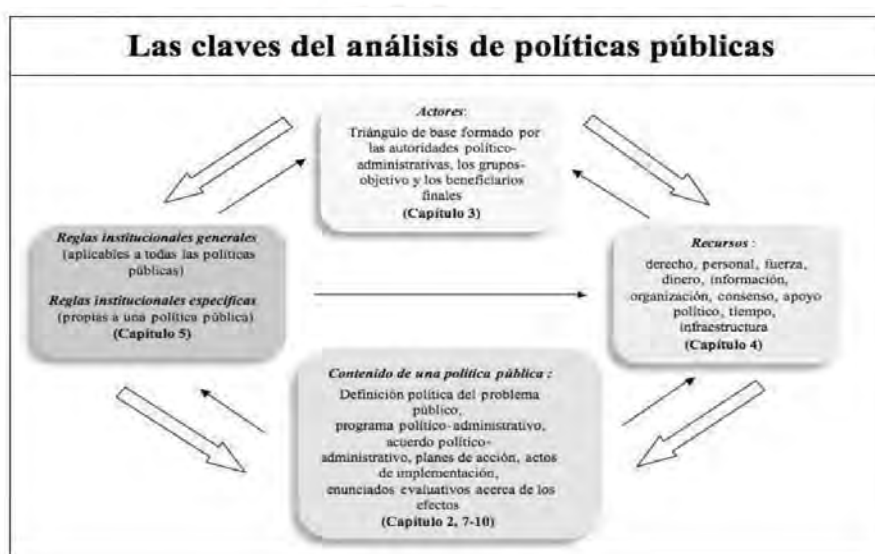 Las claves del análisis de políticas públicas
Actores:
Triángulo de base formado por
las autoridades político-
administrativas, los grupos-
objetivo y los beneficiarios
finales
(Capítulo 3)
Reglas institucionales generales
(aplicables a todas las políticas
públicas)
Reglas institucionales específicas
(propias a una política pública)
(Capítulo 5)
Recursos :
derecho, personal, fuerza,
dinero, información,
organización, consenso, apoyo
político, tiempo,
infraestructura
(Capítulo 4)
Contenido de una política pública :
Definición política del problema
público,
programa político-administrativo,
acuerdo político-
administrativo, planes de acción, actos
de implementación,
enunciados evaluativos acerca de los
efectos
(Capítulo 2, 7-10)